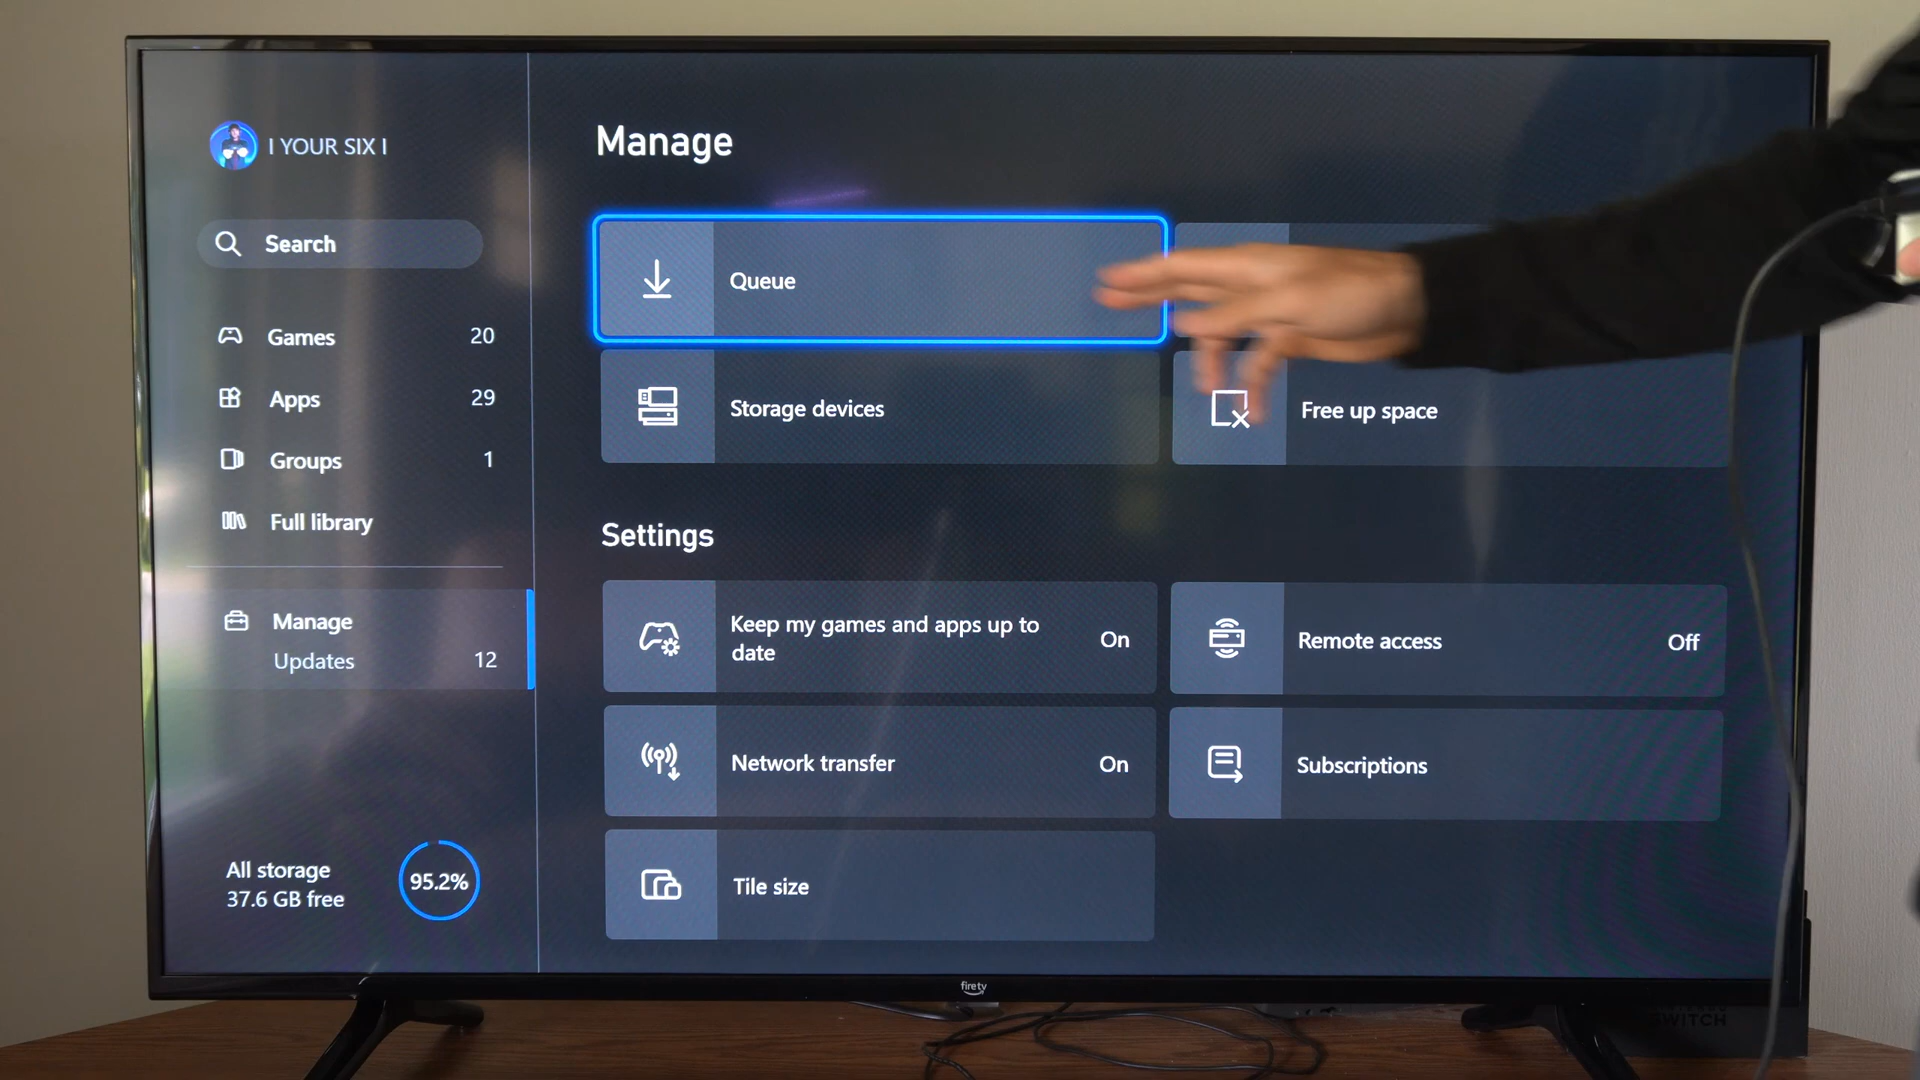 I YOUR SIX I
Search
Games 20
Apps 29
Groups 1
Full library
Manage
Updates 12
All storage
37.6 GB free
95.2%
Manage
Queue
Storage devices
Free up space
Settings
Keep my games and apps up to
date
On
Remote access Off
Network transfer On
Subscriptions
Tile size
firetv
SWITCH